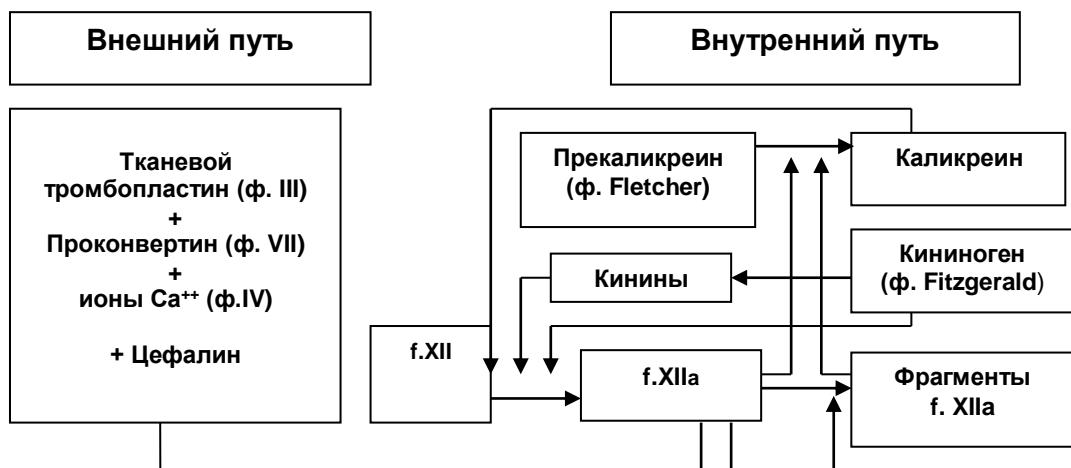 Внешний путь
Внутренний путь
Тканевой
тромбопластин (ф. III)
+
Проконвертин (ф. VII)
+
ионы Ca⁺⁺ (ф.IV)
+ Цефалин
Прекаликреин
(ф. Fletcher)
Каликреин
Кинины
Кининоген
(ф. Fitzgerald)
f.XII
f.XIIa
Фрагменты
f. XIIa